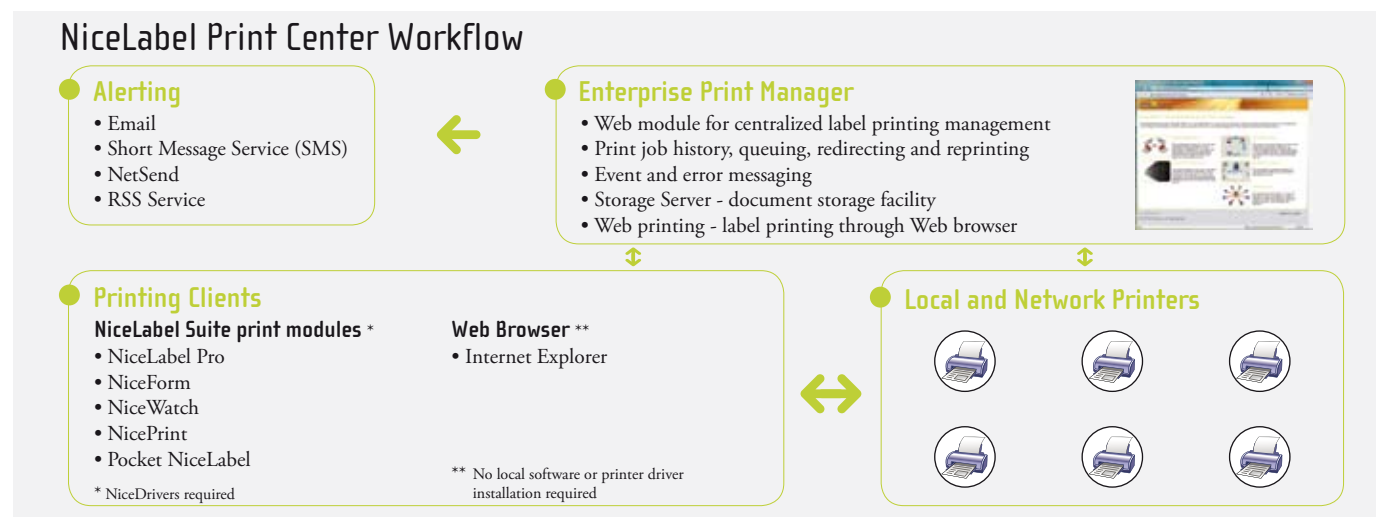 NiceLabel Print Center Workflow
Alerting
• Email
• Short Message Service (SMS)
• NetSend
• RSS Service
Enterprise Print Manager
• Web module for centralized label printing management
• Print job history, queuing, redirecting and reprinting
• Event and error messaging
• Storage Server - document storage facility
• Web printing - label printing through Web browser
Printing Clients
NiceLabel Suite print modules *
• NiceLabel Pro
• NiceForm
• NiceWatch
• NicePrint
• Pocket NiceLabel
* NiceDrivers required
Web Browser **
• Internet Explorer
** No local software or printer driver
installation required
Local and Network Printers